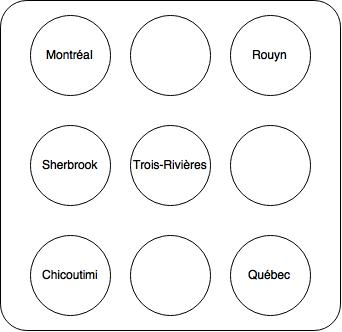 Montréal
Rouyn
Sherbrook
Trois-Rivières
Chicoutimi
Québec